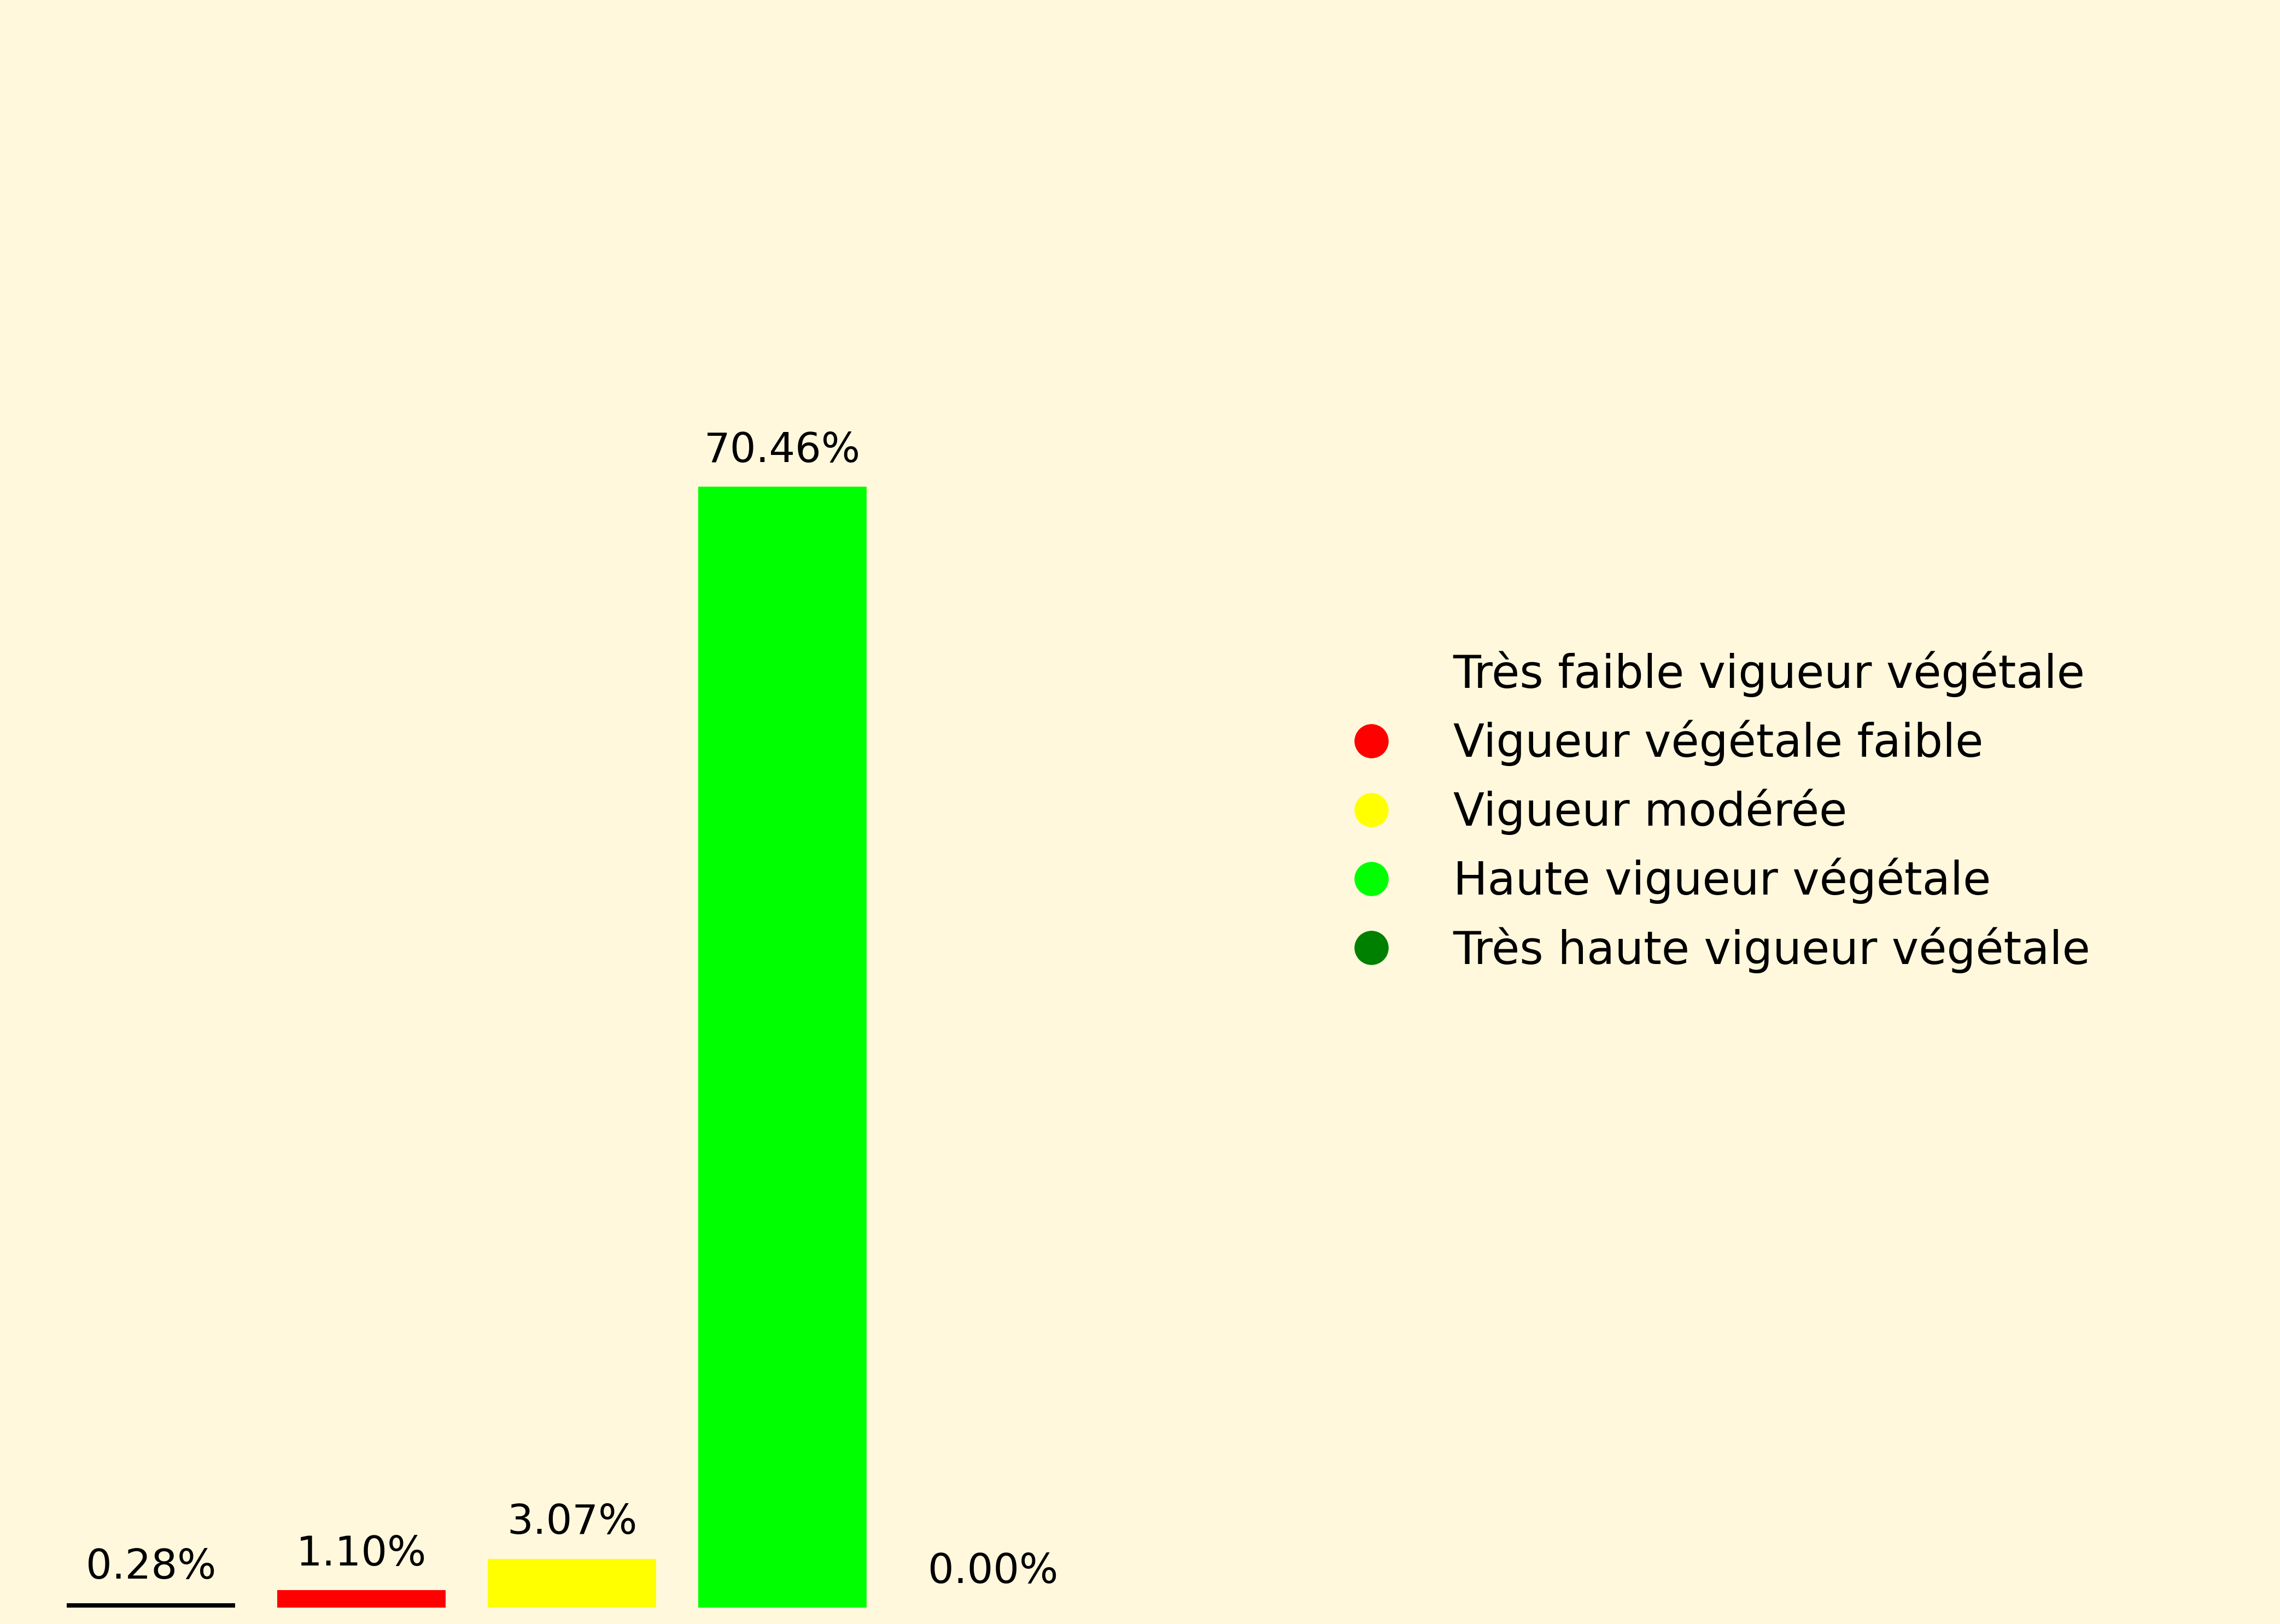 70.46%
Très faible vigueur végétale
Vigueur végétale faible
Vigueur modérée
Haute vigueur végétale
Très haute vigueur végétale
3.07%
1.10%
0.28%
0.00%